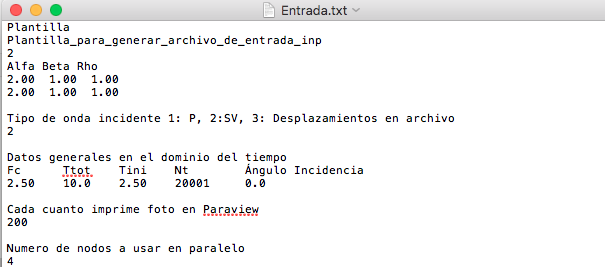 Entrada.txt
Plantilla
Plantilla_para_generar_archivo_de_entrada_inp
2
Alfa Beta Rho
2.00 1.00 1.00
2.00 1.00 1.00
Tipo de onda incidente 1: P, 2:SV, 3: Desplazamientos en archivo
2
Datos generales en el dominio del tiempo
Fc Ttot Tini Nt Ángulo Incidencia
2.50 10.0 2.50 20001 0.0
Cada cuanto imprime foto en Paraview
200
Numero de nodos a usar en paralelo
4